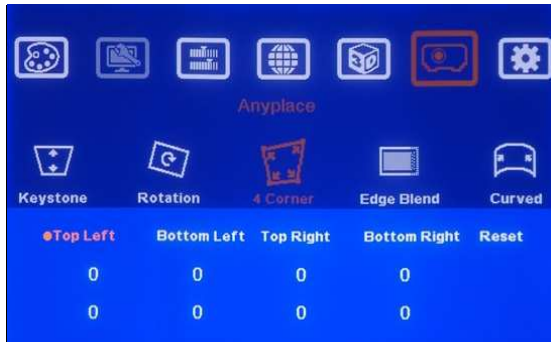 3D
Anyplace
Keystone Rotation 4 Corner Edge Blend Curved
Top Left Bottom Left Top Right Bottom Right Reset
0 0 0 0
0 0 0 0